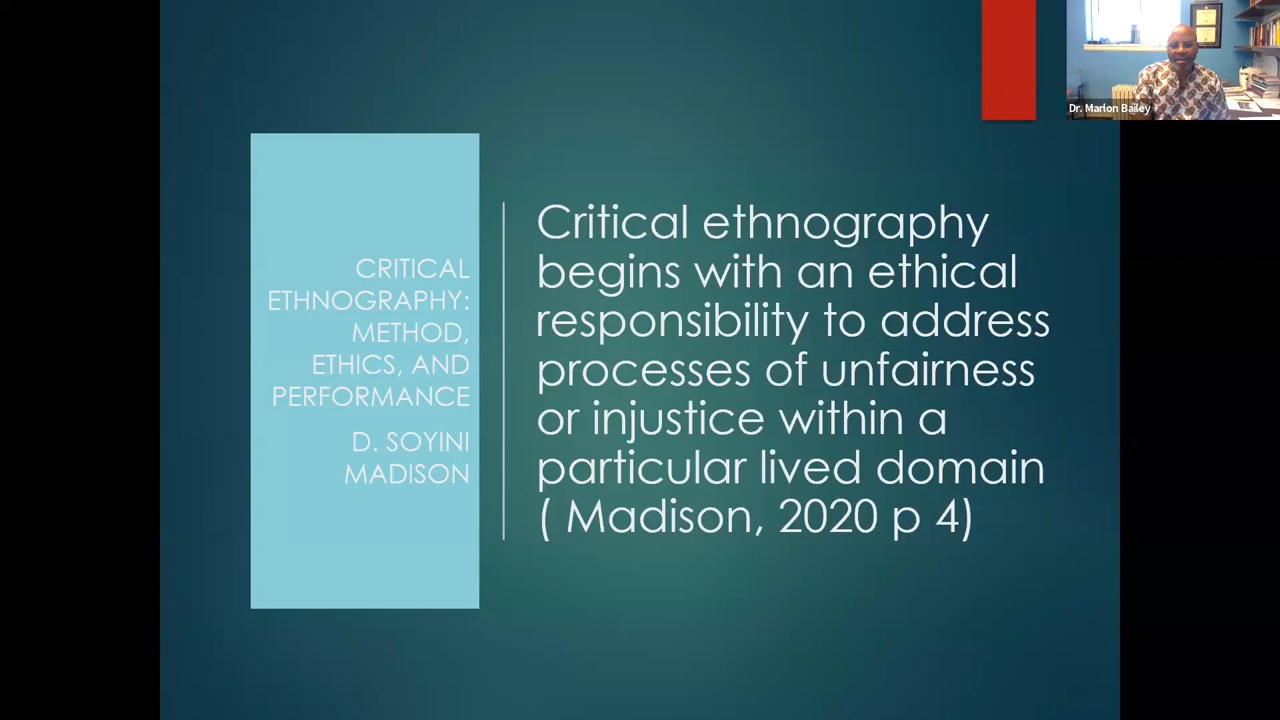 Dr. Marlon Bailey
CRITICAL
ETHNOGRAPHY:
METHOD,
ETHICS, AND
PERFORMANCE
D. SOYINI
MADISON
Critical ethnography
begins with an ethical
responsibility to address
processes of unfairness
or injustice within a
particular lived domain
( Madison, 2020 p 4)